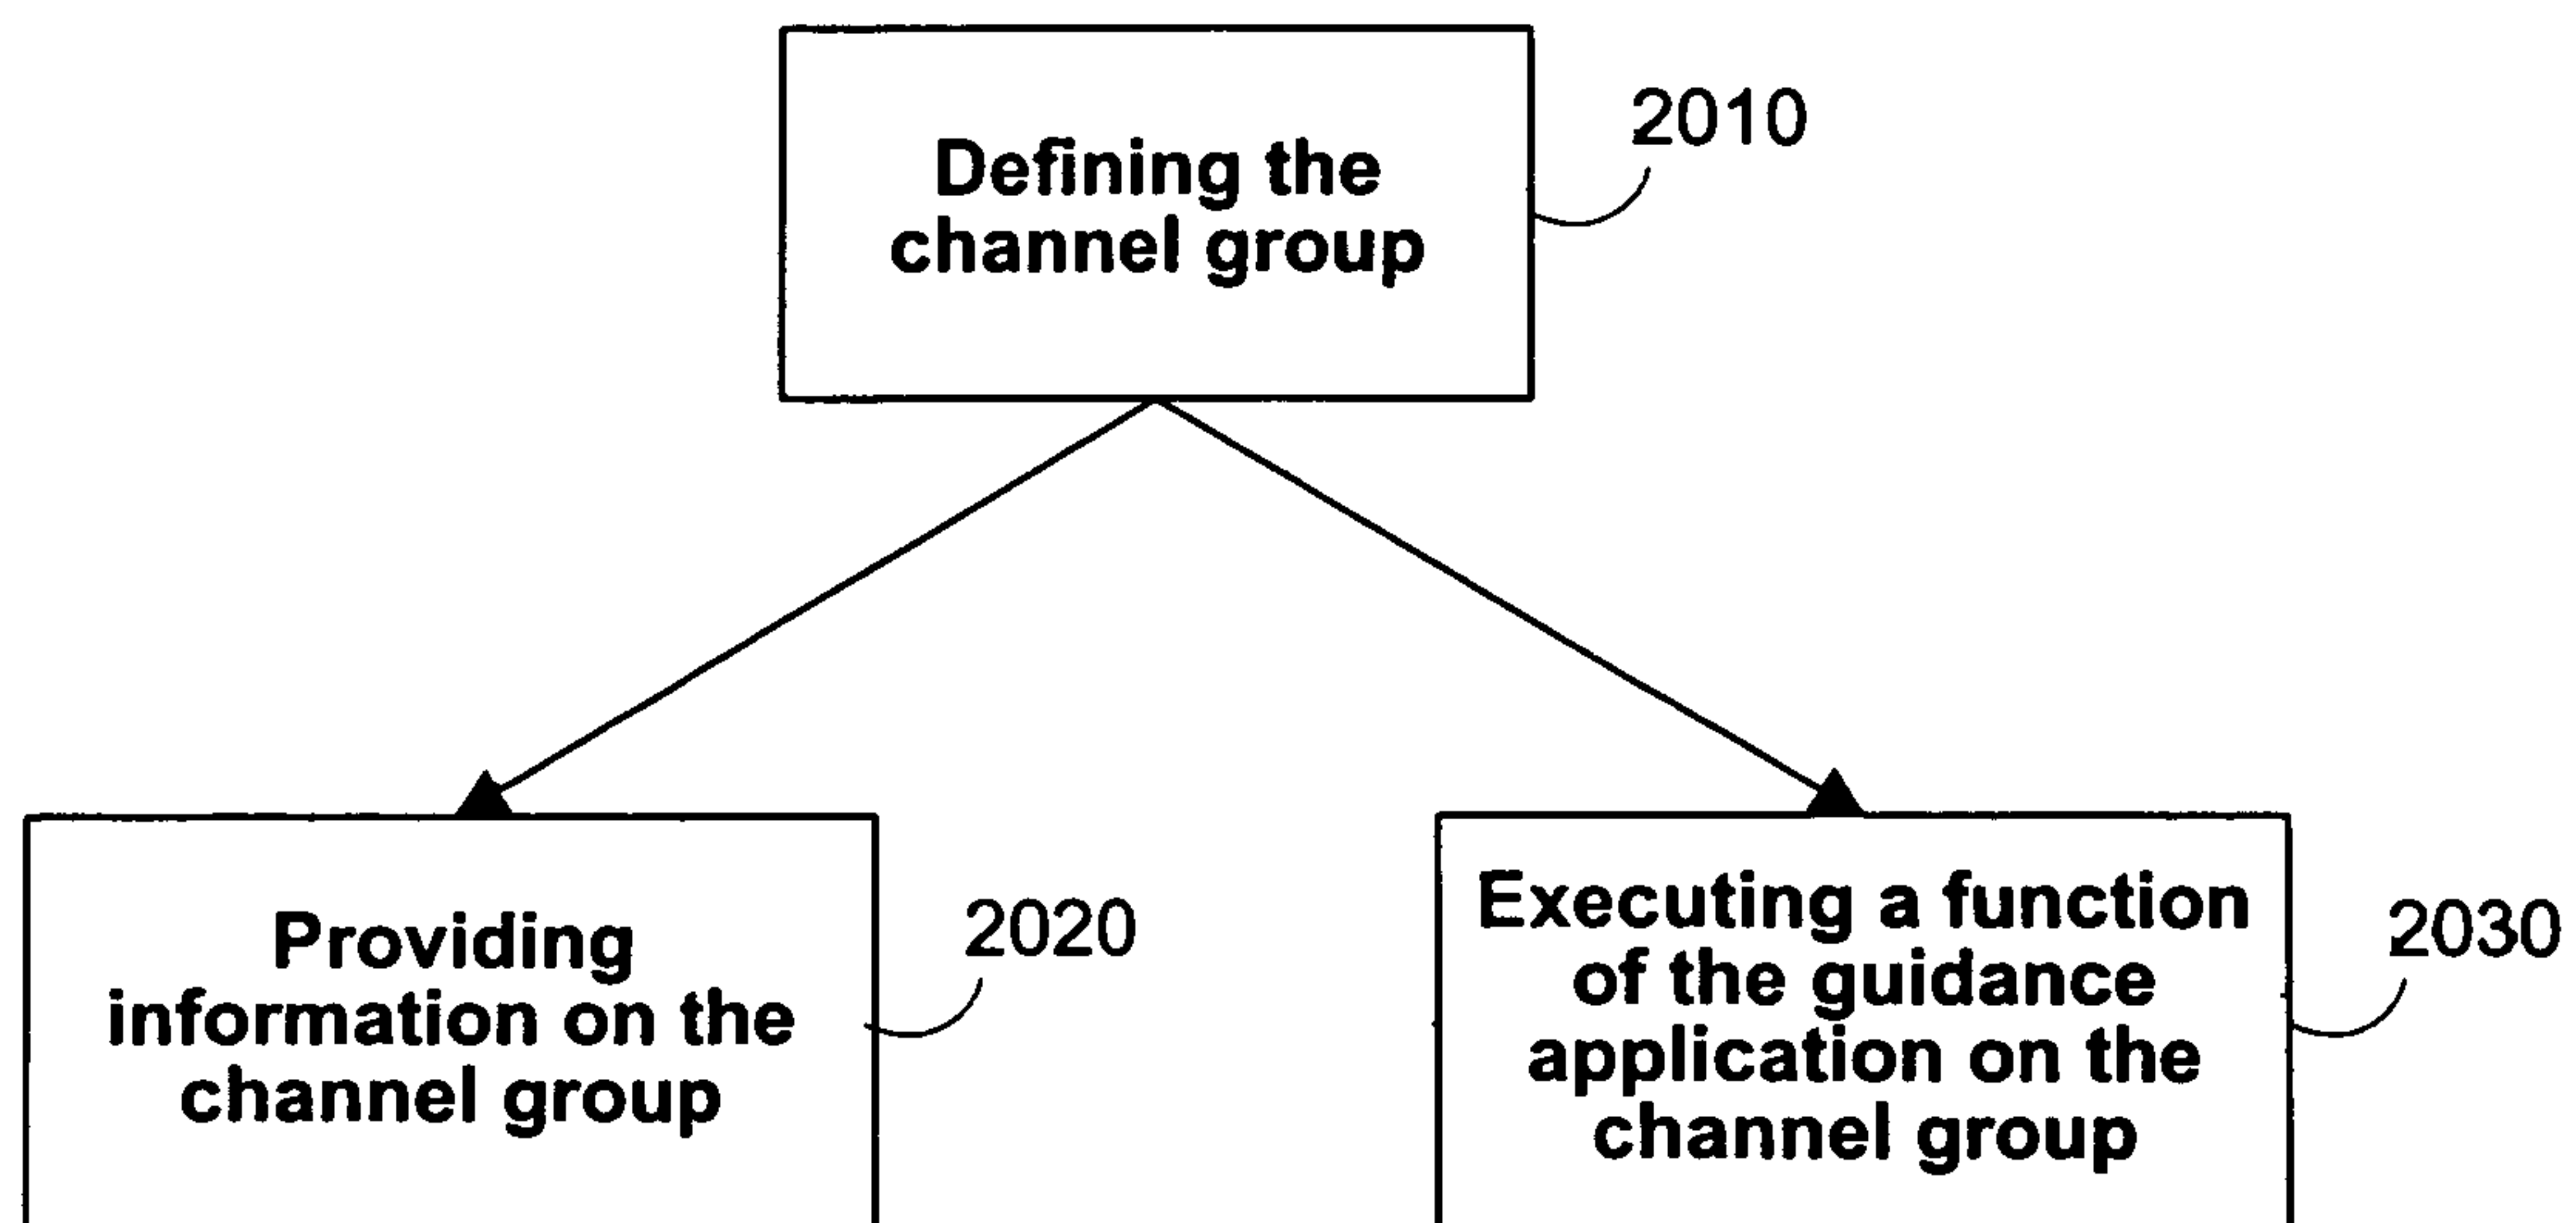 Defining the
channel group
2010
Providing
information on the
channel group
2020
Executing a function
of the guidance
application on the
channel group
2030